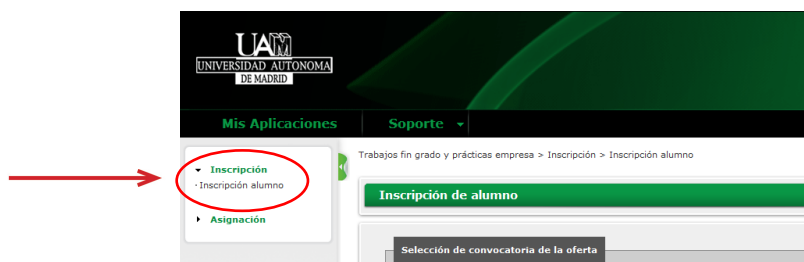 UAM
UNIVERSIDAD AUTONOMA
DE MADRID
Mis Aplicaciones Soporte
Trabajos fin grado y prácticas empresa > Inscripción > Inscripción alumno
Inscripción
Inscripción alumno
Asignación
Inscripción de alumno
Selección de convocatoria de la oferta